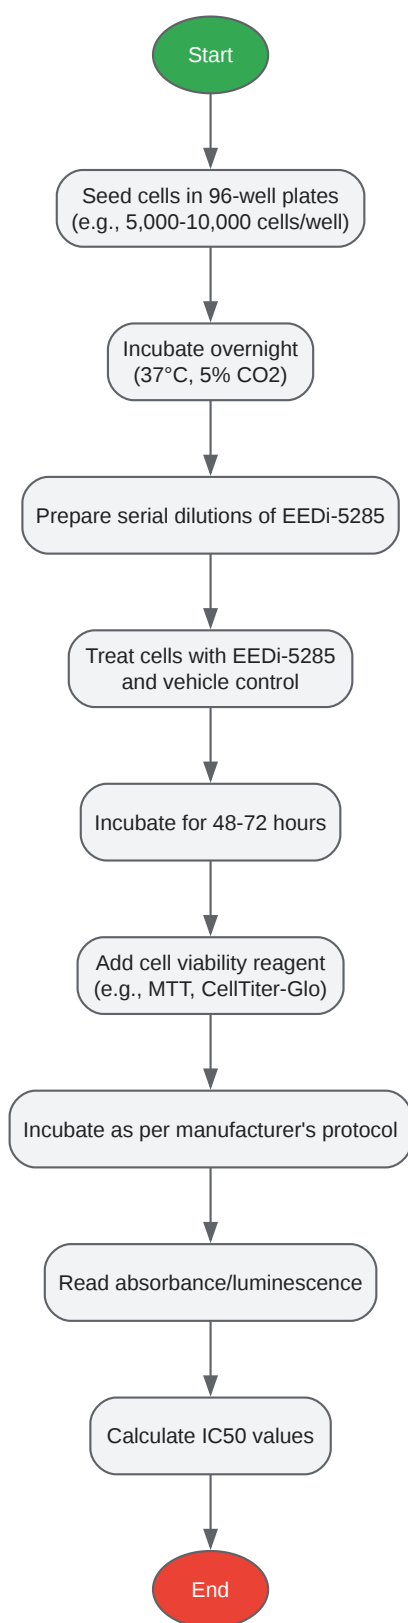 Start
Seed cells in 96-well plates
(e.g., 5,000-10,000 cells/well)
Incubate overnight
(37°C, 5% CO2)
Prepare serial dilutions of EEDi-5285
Treat cells with EEDi-5285
and vehicle control
Incubate for 48-72 hours
Add cell viability reagent
(e.g., MTT, CellTiter-Glo)
Incubate as per manufacturer's protocol
Read absorbance/luminescence
Calculate IC50 values
End